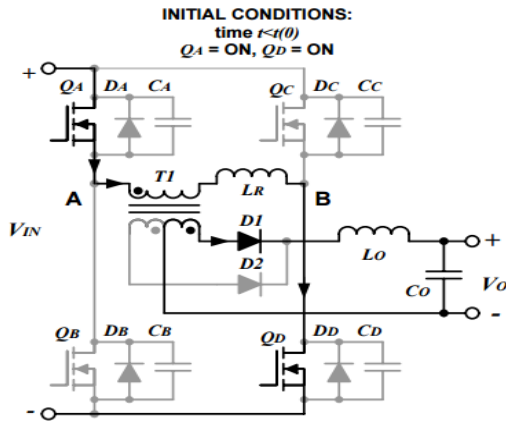 INITIAL CONDITIONS:
time t<t(0)
QA = ON, QD = ON
+
QA DA CA
QC DC CC
T1
LR
A
B
VIN
D1
D2
LO
+
CO
VO
-
QB DB CB
QD DD CD
-